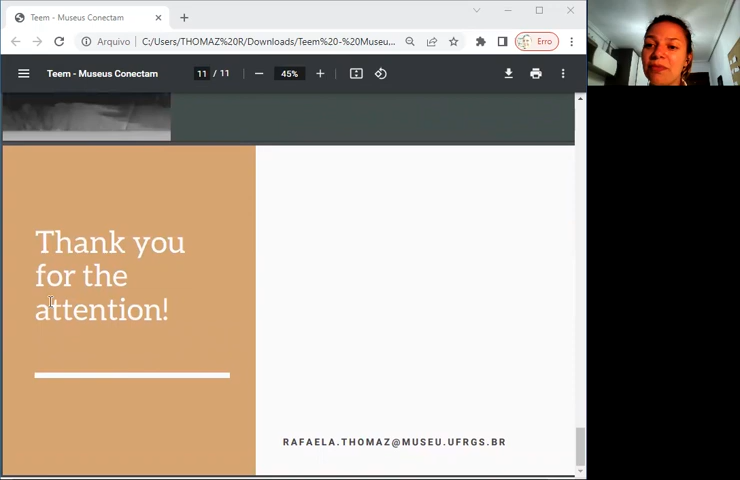 Teem - Museus Conectam
Arquivo C:/Users/THOMAZ%20R/Downloads/Teem%20-%20Museu... Erro
Teem - Museus Conectam 11 / 11 45%
Thank you
for the
attention!
RAFAELA.THOMAZ@MUSEU.UFRGS.BR